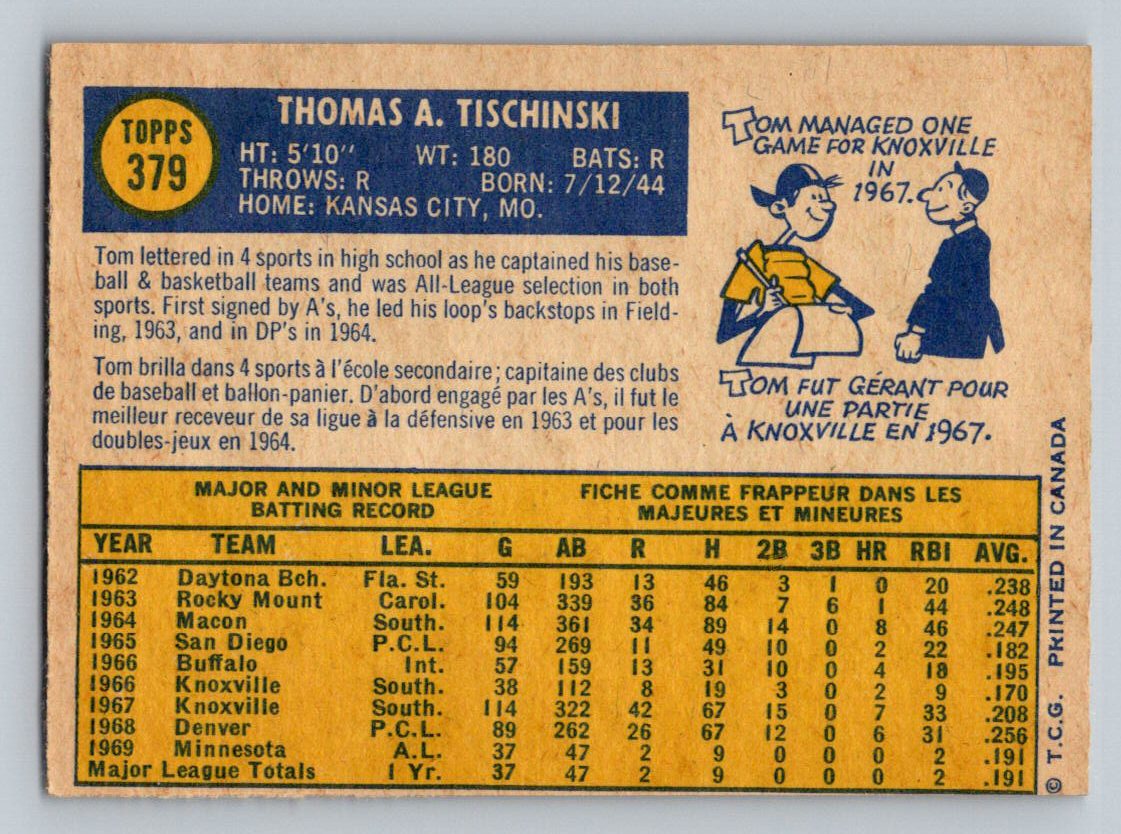 TOPPS
379
THOMAS A. TISCHINSKI
HT: 5'10" WT: 180 BATS: R
THROWS: R BORN: 7/12/44
HOME: KANSAS CITY, MO.
Tom lettered in 4 sports in high school as he captained his base-
ball & basketball teams and was All-League selection in both
sports. First signed by A's, he led his loop's backstops in Field-
ing, 1963, and in DP's in 1964.
Tom brilla dans 4 sports à l'école secondaire; capitaine des clubs
de baseball et ballon-panier. D'abord engagé par les A's, il fut le
meilleur receveur de sa ligue à la défensive en 1963 et pour les
doubles-jeux en 1964.
TOM MANAGED ONE
GAME FOR KNOXVILLE
IN
1967.
TOM FUT GÉRANT POUR
UNE PARTIE
À KNOXVILLE EN 1967.
MAJOR AND MINOR LEAGUE
BATTING RECORD
FICHE COMME FRAPPEUR DANS LES
MAJEURES ET MINEURES
YEAR TEAM LEA. G AB R H 2B 3B HR RBI AVG.
1962 Daytona Bch. Fla. St. 59 193 13 46 3 1 0 20 .238
1963 Rocky Mount Carol. 104 339 36 84 7 6 1 44 .248
1964 Macon South. 114 361 34 89 14 0 8 46 .247
1965 San Diego P.C.L. 94 269 11 49 10 0 2 22 .182
1966 Buffalo Int. 57 159 13 31 10 0 4 18 .195
1966 Knoxville South. 38 112 8 19 3 0 2 9 .170
1967 Knoxville South. 114 322 42 67 15 0 7 33 .208
1968 Denver P.C.L. 89 262 26 67 12 0 6 31 .256
1969 Minnesota A.L. 37 47 2 9 0 0 0 2 .191
Major League Totals 1 Yr. 37 47 2 9 0 0 0 2 .191
© T.C.G. PRINTED IN CANADA